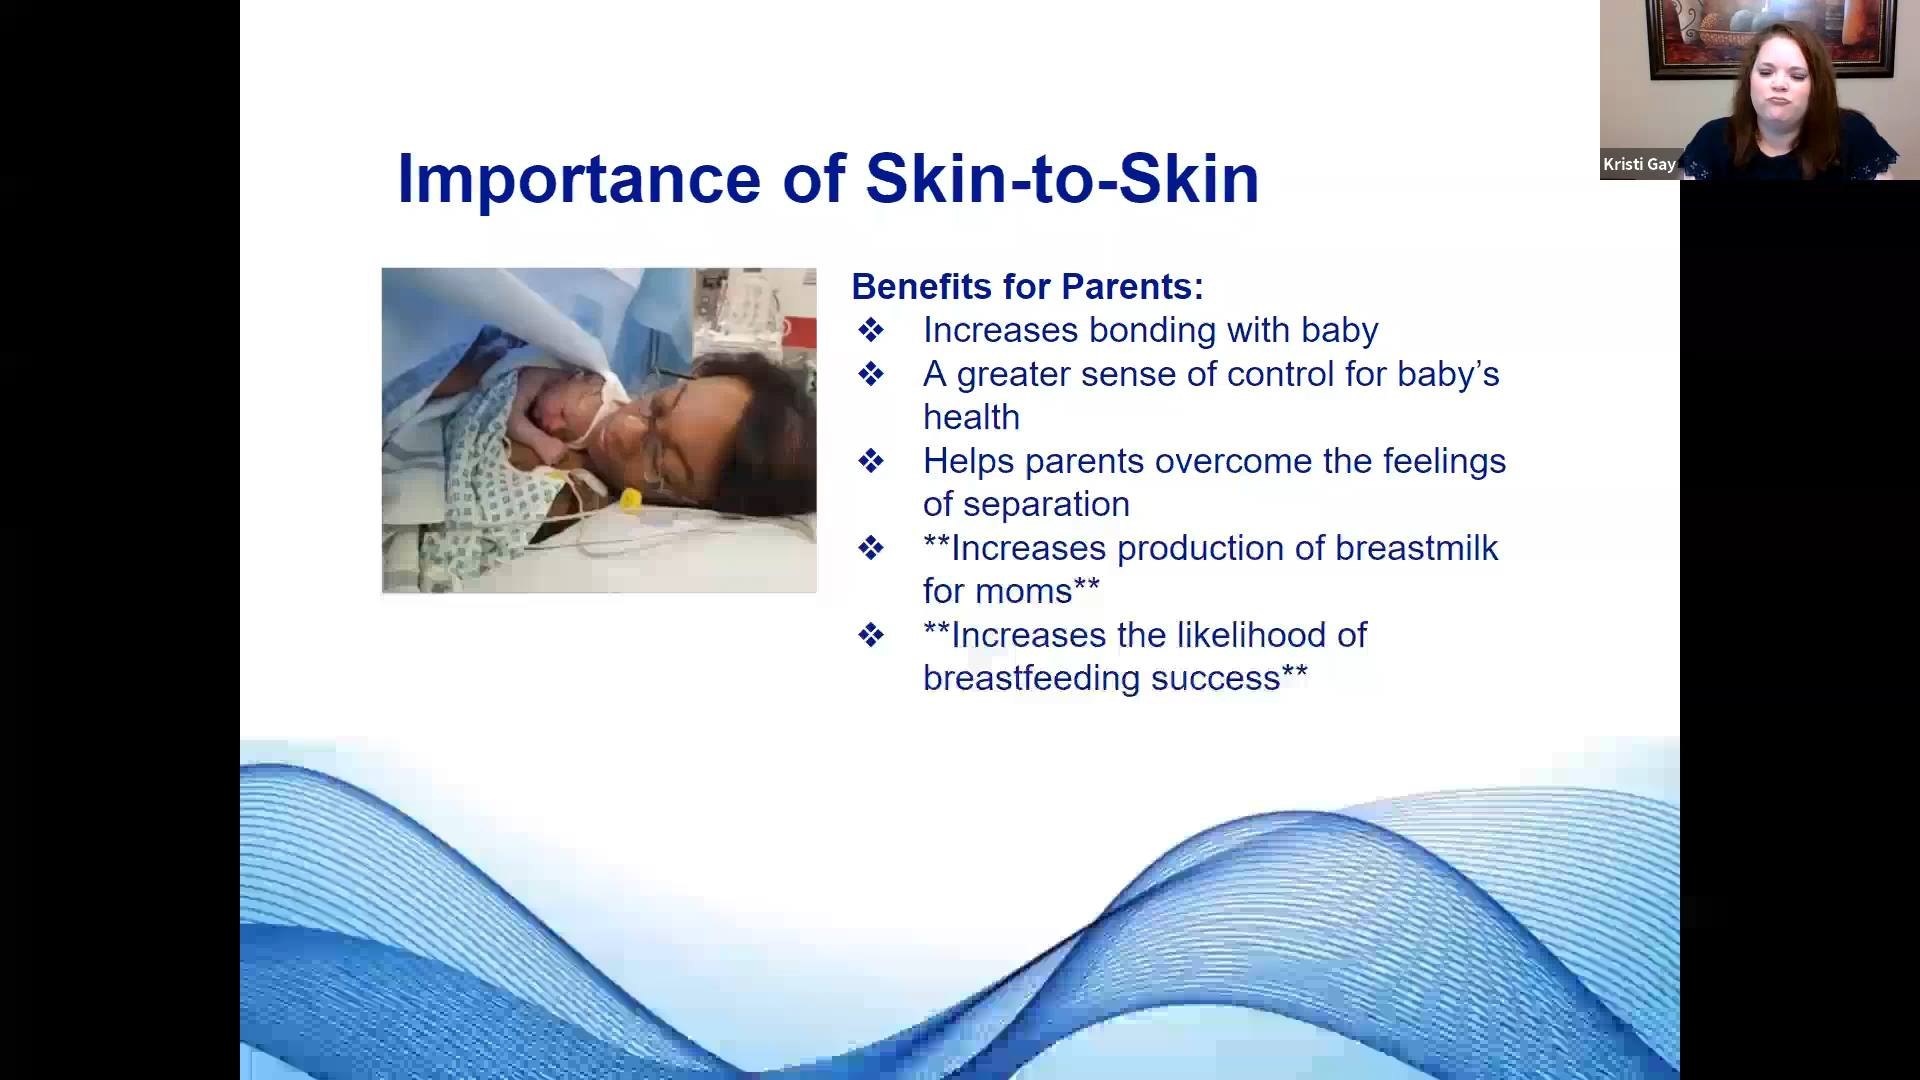 Importance of Skin-to-Skin
Kristi Gay
Benefits for Parents:
❖ Increases bonding with baby
❖ A greater sense of control for baby’s
health
❖ Helps parents overcome the feelings
of separation
❖ **Increases production of breastmilk
for moms**
❖ **Increases the likelihood of
breastfeeding success**